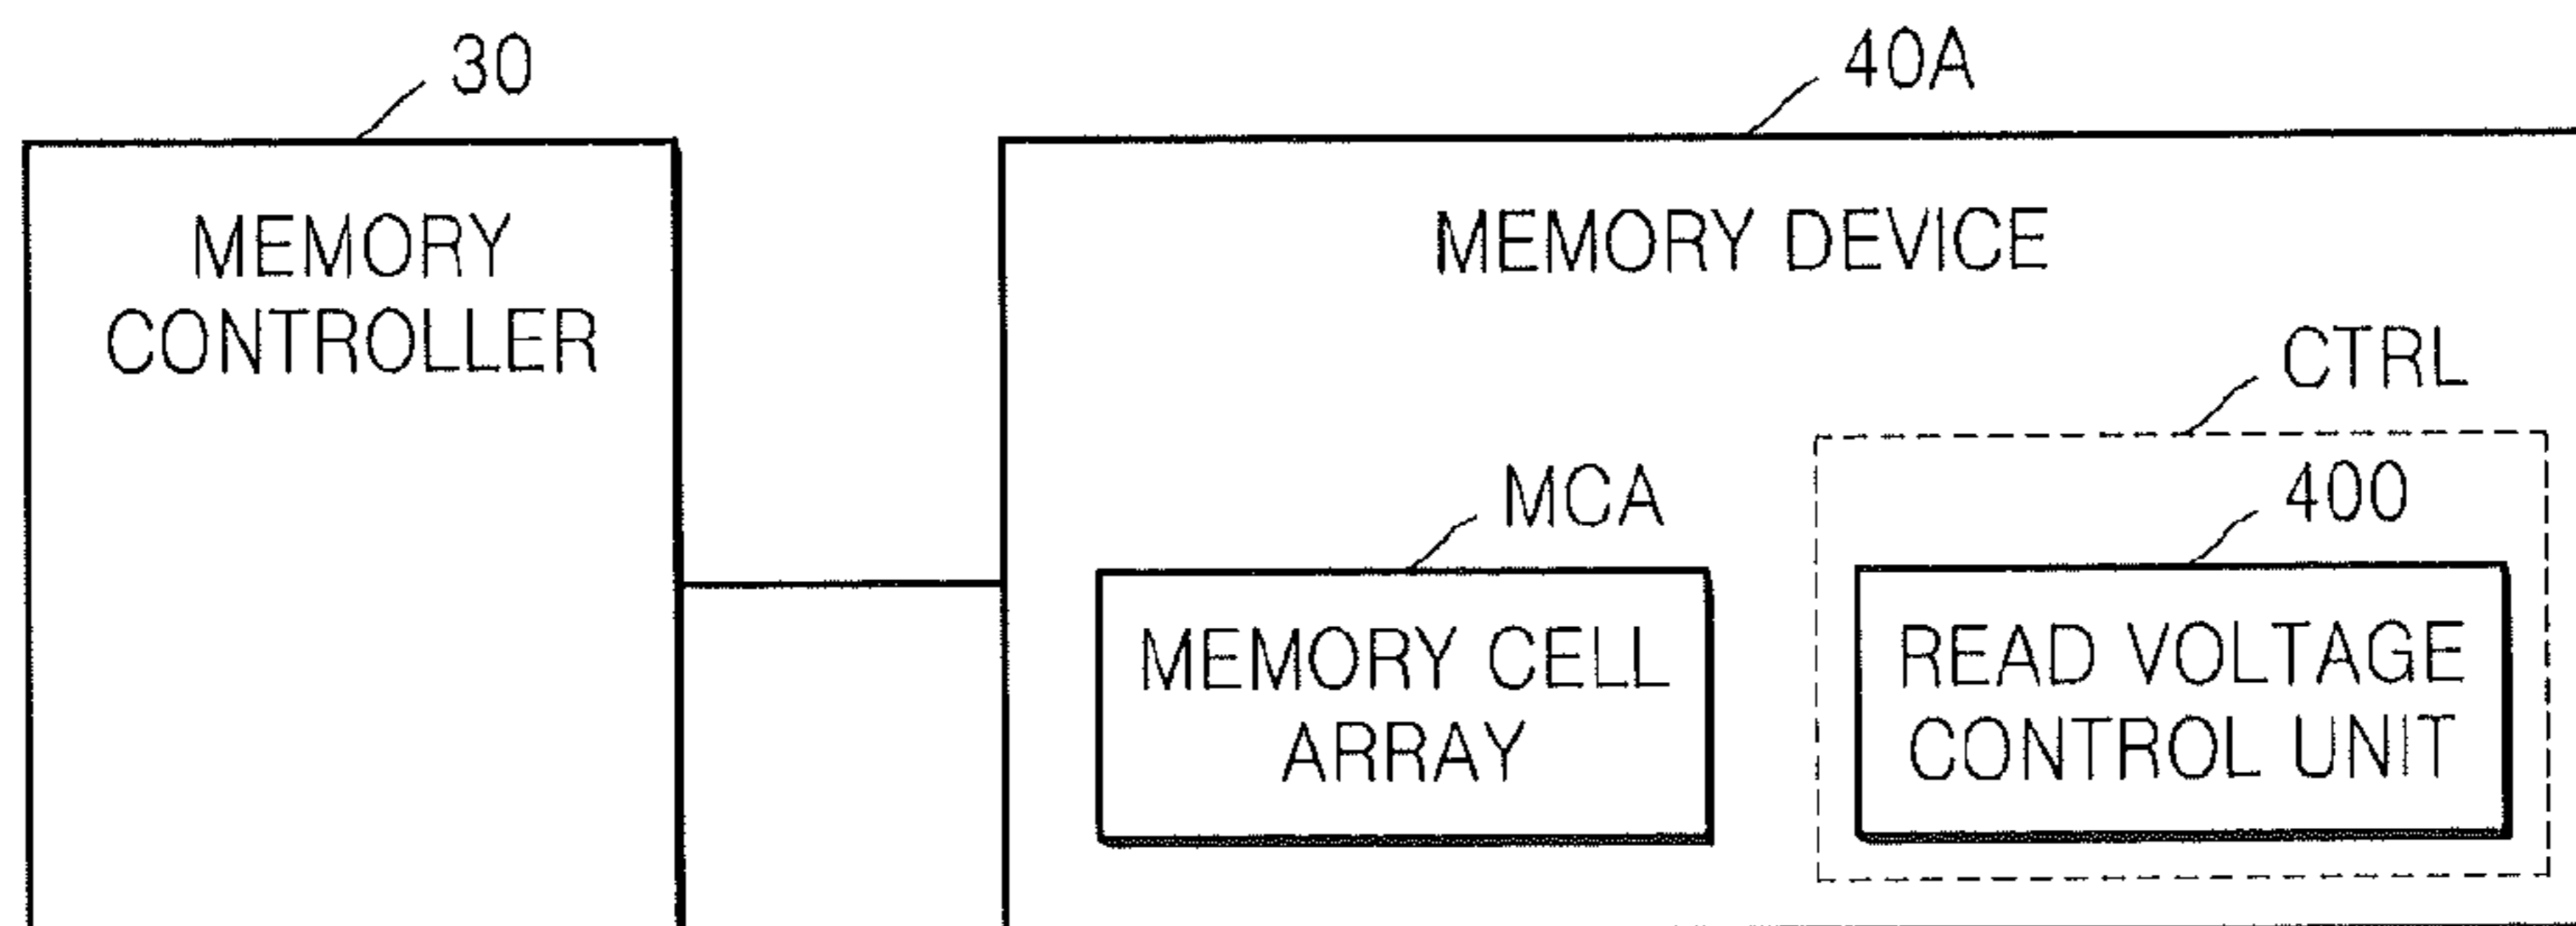 30
40A
MEMORY
CONTROLLER
MEMORY DEVICE
CTRL
MCA
400
MEMORY CELL
ARRAY
READ VOLTAGE
CONTROL UNIT